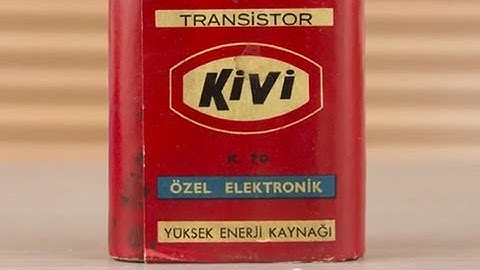 TRANSİSTOR
KiVi
K. 70
ÖZEL ELEKTRONİK
YÜKSEK ENERJİ KAYNAĞI